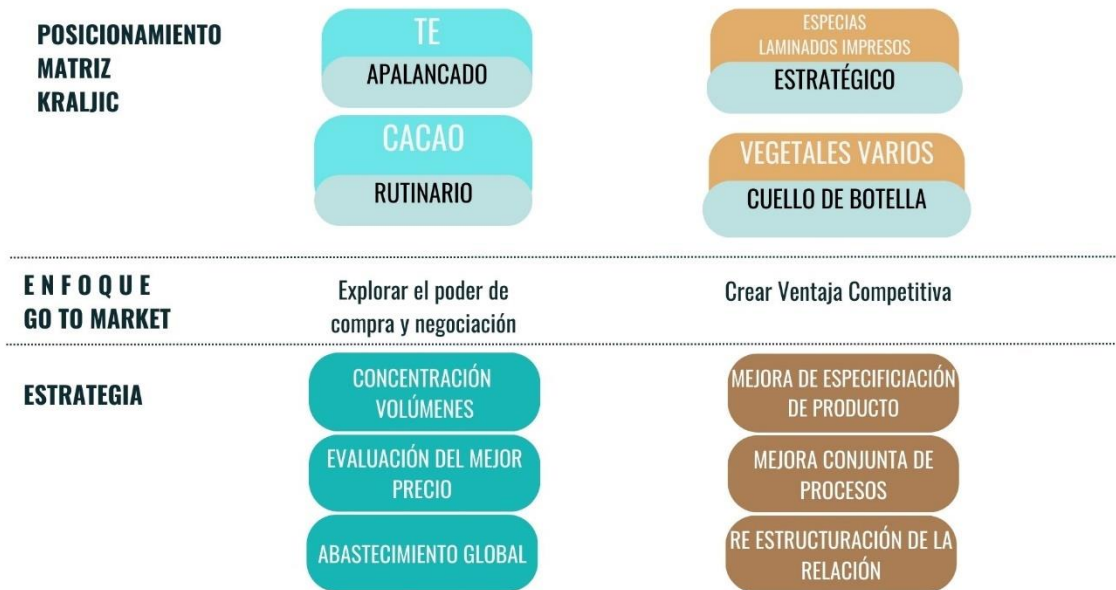 POSICIONAMIENTO
MATRIZ
KRALJIC
TE
APALANCADO
CACAO
RUTINARIO
ESPECIAS
LAMINADOS IMPRESOS
ESTRATÉGICO
VEGETALES VARIOS
CUELLO DE BOTELLA
ENFOQUE
GO TO MARKET
Explorar el poder de
compra y negociación
Crear Ventaja Competitiva
ESTRATEGIA
CONCENTRACIÓN
VOLÚMENES
EVALUACIÓN DEL MEJOR
PRECIO
ABASTECIMIENTO GLOBAL
MEJORA DE ESPECIFICIACIÓN
DE PRODUCTO
MEJORA CONJUNTA DE
PROCESOS
RE ESTRUCTURACIÓN DE LA
RELACIÓN